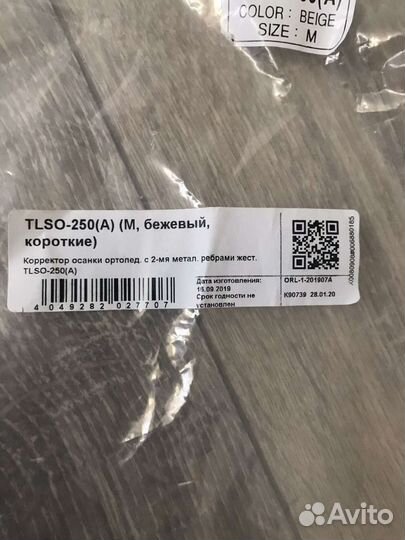 COLOR: BEIGE
SIZE: M
TLSO-250(A) (М, бежевый,
короткие)
Корректор осанки ортопед. с 2-мя метал. ребрами жест.
TLSO-250(A)
4 049282 027707
Дата изготовления:
15.09.2019
Срок годности не
установлен
ORL-1-201907A
К90739 28.01.20
Avito